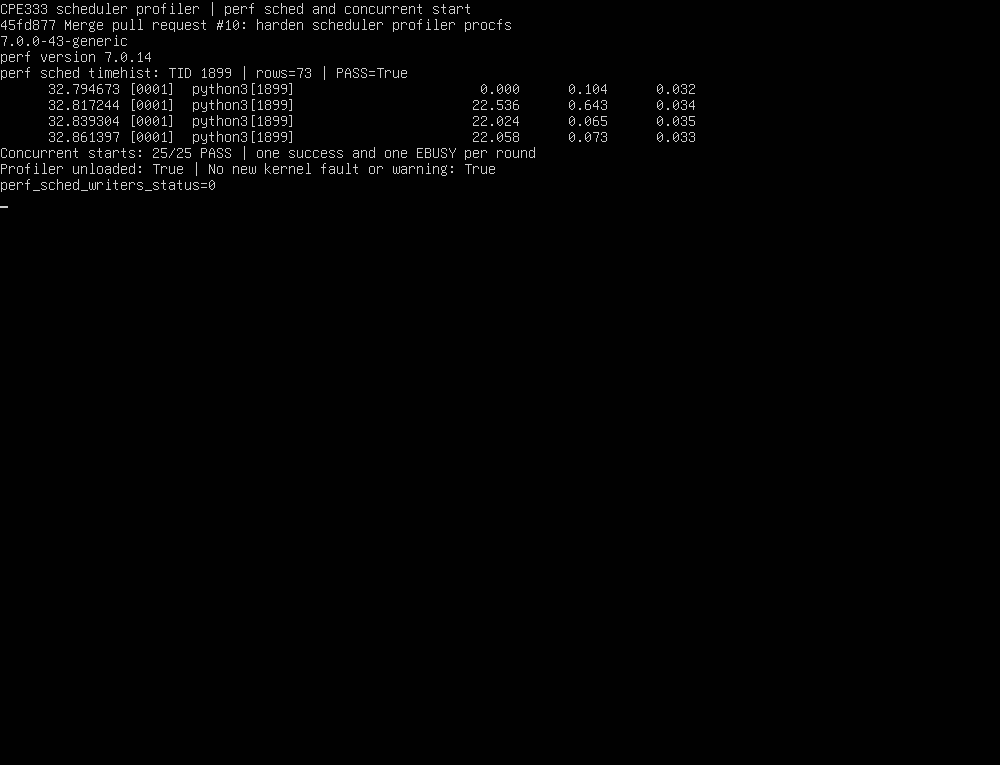 CPE333 scheduler profiler | perf sched and concurrent start
45fd877 Merge pull request #10: harden scheduler profiler procfs
7.0.0-43-generic
perf version 7.0.14
perf sched timehist: TID 1899 | rows=73 | PASS=True
32.794673 [0001]  python3[1899]                       0.000      0.104      0.032
32.817244 [0001]  python3[1899]                      22.536      0.643      0.034
32.839304 [0001]  python3[1899]                      22.024      0.065      0.035
32.861397 [0001]  python3[1899]                      22.058      0.073      0.033
Concurrent starts: 25/25 PASS | one success and one EBUSY per round
Profiler unloaded: True | No new kernel fault or warning: True
perf_sched_writers_status=0